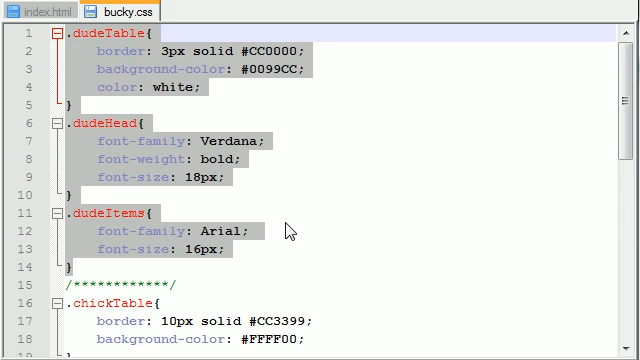 index.html bucky.css
1 .dudeTable{
2 border: 3px solid #CC0000;
3 background-color: #0099CC;
4 color: white;
5 }
6 .dudeHead{
7 font-family: Verdana;
8 font-weight: bold;
9 font-size: 18px;
10 }
11 .dudeItems{
12 font-family: Arial;
13 font-size: 16px;
14 }
15 /************/
16 .chickTable{
17 border: 10px solid #CC3399;
18 background-color: #FFFF00;
19 }